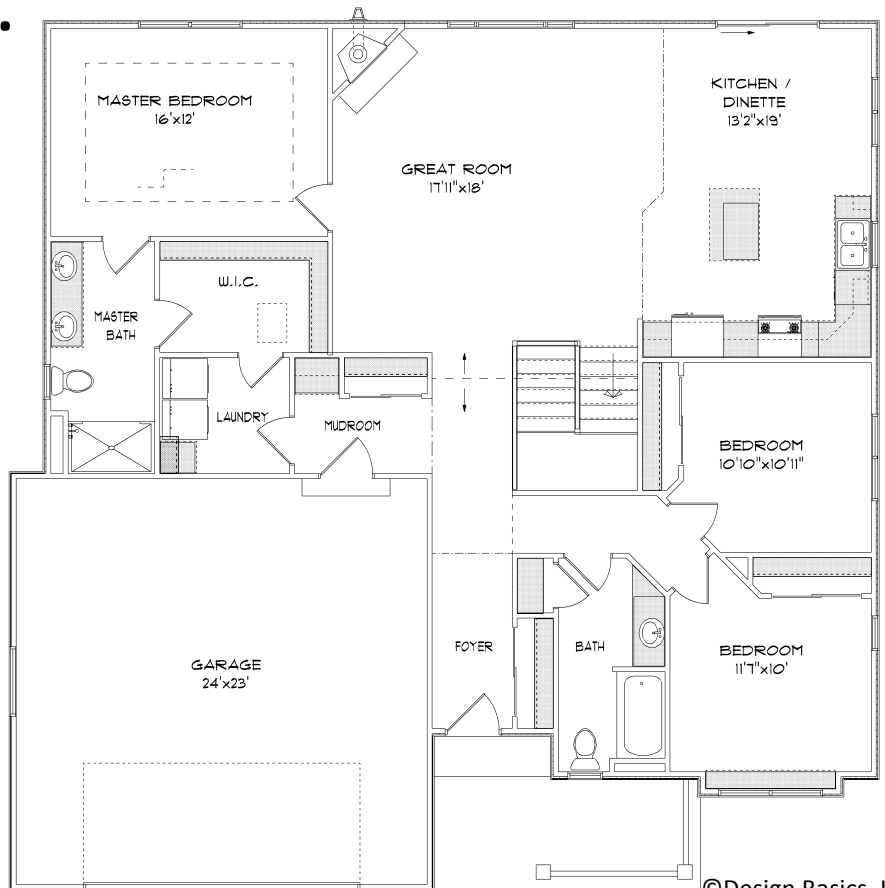 MASTER BEDROOM
16'x12'
KITCHEN /
DINETTE
13'2"x19'
GREAT ROOM
17'11"x18'
W.I.C.
MASTER
BATH
LAUNDRY
MUDROOM
BEDROOM
10'10"x10'11"
GARAGE
24'x23'
FOYER
BATH
BEDROOM
11'7"x10'
©Design Basics